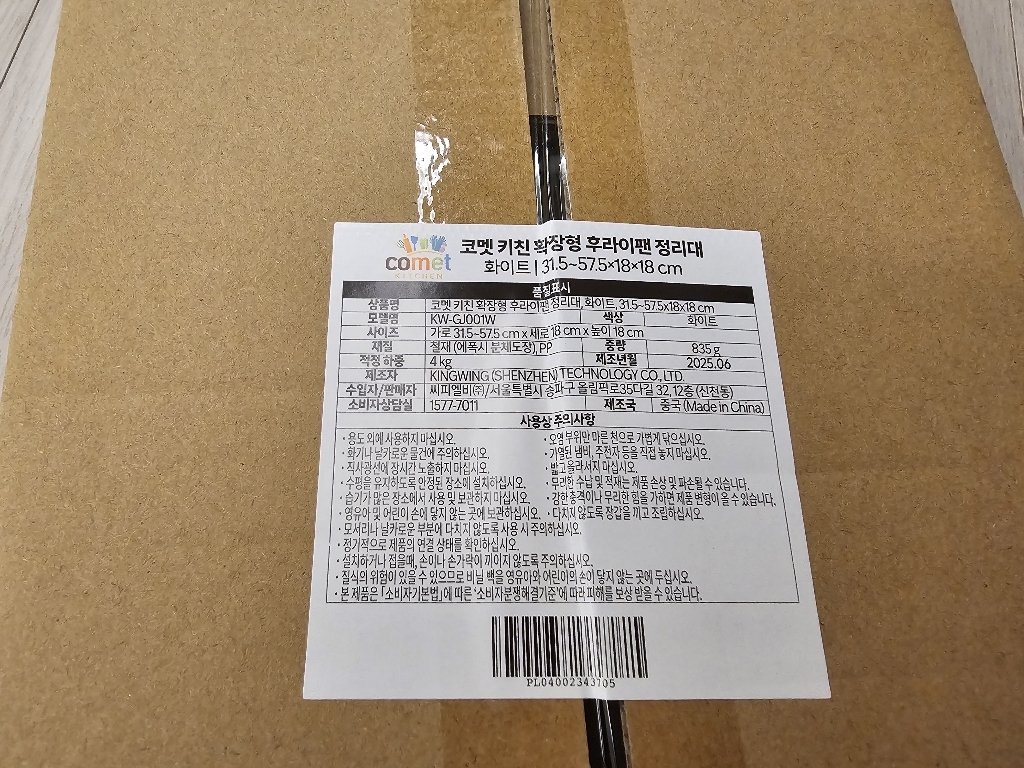 comet
KITCHEN
코멧 키친 확장형 후라이팬 정리대
화이트 | 31.5~57.5×18×18 cm
품질표시
상품명 코멧 키친 확장형 후라이팬 정리대, 화이트, 31.5~57.5x18x18 cm
모델명 KW-GJ001W 색상 화이트
사이즈 가로 31.5~57.5 cm x 세로 18 cm x 높이 18 cm
재질 철재 (에폭시 분체도장), PP 중량 835 g
적정 하중 4 kg 제조년월 2025.06
제조자 KINGWING (SHENZHEN) TECHNOLOGY CO., LTD.
수입자/판매자 씨피엘비(주)/서울특별시 송파구 올림픽로35다길 32, 12층 (신천동)
소비자상담실 1577-7011 제조국 중국 (Made in China)
사용상 주의사항
· 용도 외에 사용하지 마십시오.
· 화기나 날카로운 물건에 주의하십시오.
· 직사광선에 장시간 노출하지 마십시오.
· 수평을 유지하도록 안정된 장소에 설치하십시오.
· 습기가 많은 장소에서 사용 및 보관하지 마십시오.
· 영유아 및 어린이 손에 닿지 않는 곳에 보관하십시오.
· 모서리나 날카로운 부분에 다치지 않도록 사용 시 주의하십시오.
· 정기적으로 제품의 연결 상태를 확인하십시오.
· 설치하거나 접을때, 손이나 손가락이 끼이지 않도록 주의하십시오.
· 질식의 위험이 있을 수 있으므로 비닐 백을 영유아와 어린이의 손이 닿지 않는 곳에 두십시오.
· 본 제품은 「소비자기본법」에 따른 '소비자분쟁해결기준'에 따라 피해를 보상 받을 수 있습니다.
· 오염 부위만 마른 천으로 가볍게 닦으십시오.
· 가열된 냄비, 주전자 등을 직접 놓지 마십시오.
· 밟고 올라서지 마십시오.
· 무리한 수납 및 적재는 제품 손상 및 파손될 수 있습니다.
· 강한 충격이나 무리한 힘을 가하면 제품 변형이 올 수 있습니다.
· 다치지 않도록 장갑을 끼고 조립하십시오.
PL04002343705